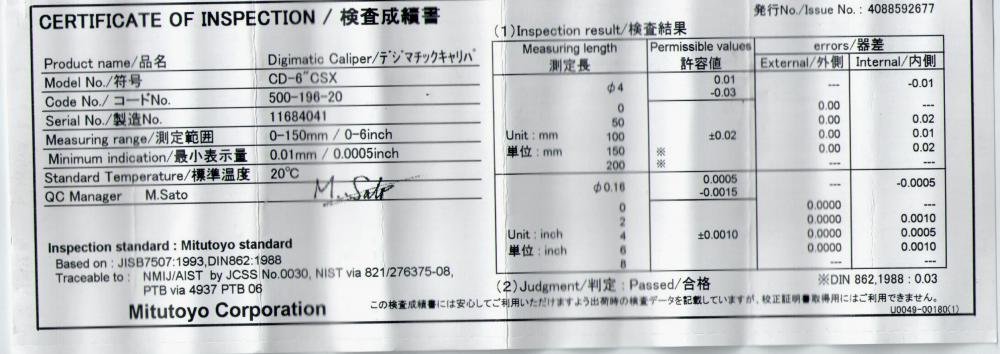 CERTIFICATE OF INSPECTION / 検査成績書
Product name/品名 Digimatic Caliper/デジマチックキャリパ
Model No./符号 CD-6"CSX
Code No./ コードNo. 500-196-20
Serial No./製造No. 11684041
Measuring range/測定範囲 0-150mm / 0-6inch
Minimum indication/最小表示量 0.01mm / 0.0005inch
Standard Temperature/標準温度 20℃
QC Manager M.Sato M. Sato
Inspection standard : Mitutoyo standard
Based on : JISB7507:1993,DIN862:1988
Traceable to : NMIJ/AIST by JCSS No.0030, NIST via 821/276375-08,
PTB via 4937 PTB 06
Mitutoyo Corporation
発行No./Issue No. : 4088592677
(1)Inspection result/検査結果
Measuring length Permissible values errors/器差
測定長 許容値 External/外側 Internal/内側
φ4 0.01 --- -0.01
-0.03
0 0.00 ---
50 0.00 0.02
Unit : mm 100 ±0.02 0.00 0.01
単位 : mm 150 ※ 0.00 0.02
200 ※ --- ---
φ0.16 0.0005 --- -0.0005
-0.0015
0 0.0000 ---
2 0.0000 0.0010
Unit : inch 4 ±0.0010 0.0000 0.0005
単位 : inch 6 0.0000 0.0010
8 --- ---
(2)Judgment/判定 : Passed/合格 ※DIN 862,1988 : 0.03
この検査成績書には安心してご利用いただけますよう出荷時の検査データを記載していますが、校正証明書取得用にはご利用できません。
U0049-00180(1)